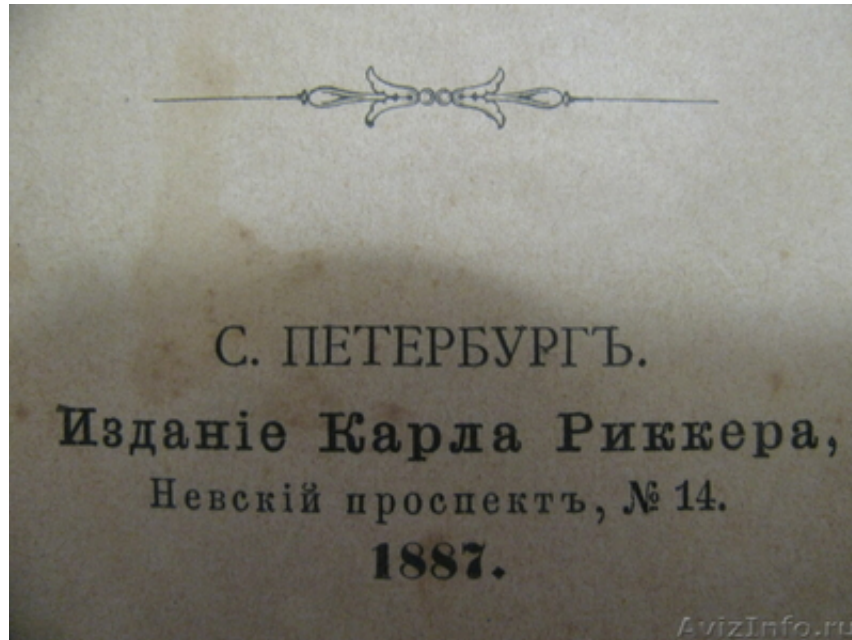 С. ПЕТЕРБУРГЪ.
Изданіе Карла Риккера,
Невскій проспектъ, № 14.
1887.
AvizInfo.ru